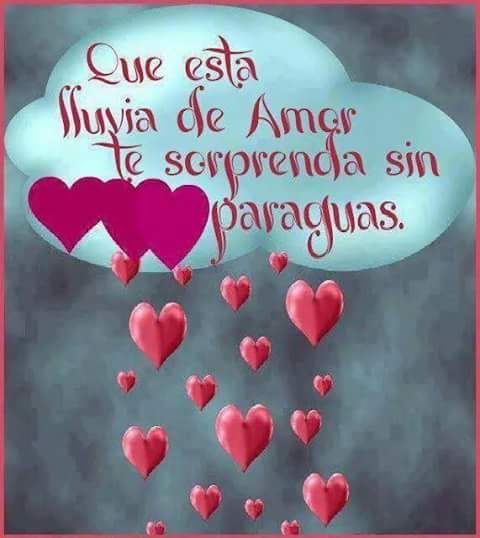 Que esta
lluvia de Amor
te sorprenda sin
paraguas.